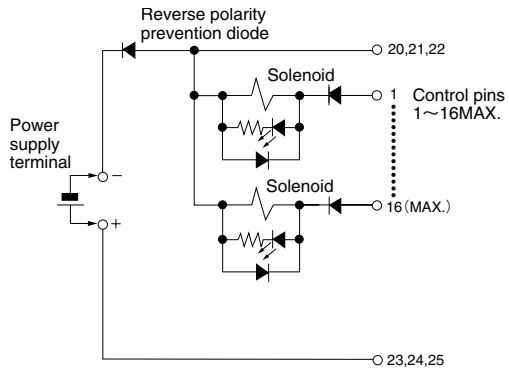 Reverse polarity
prevention diode
20,21,22
Solenoid
1
Control pins
1～16MAX.
Power
supply
terminal
−
+
Solenoid
16(MAX.)
23,24,25